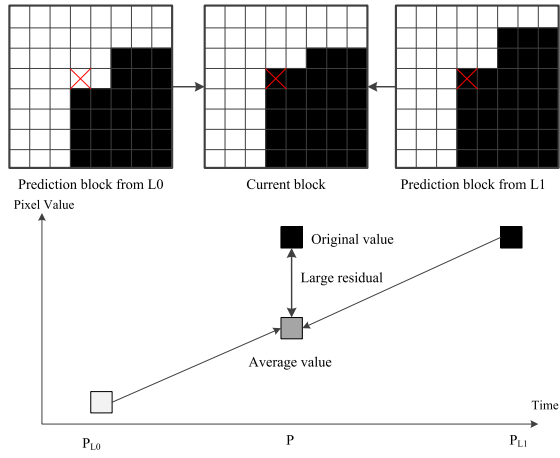 Prediction block from L0
Current block
Prediction block from L1
Pixel Value
Original value
Large residual
Average value
Time
PL0
P
PL1